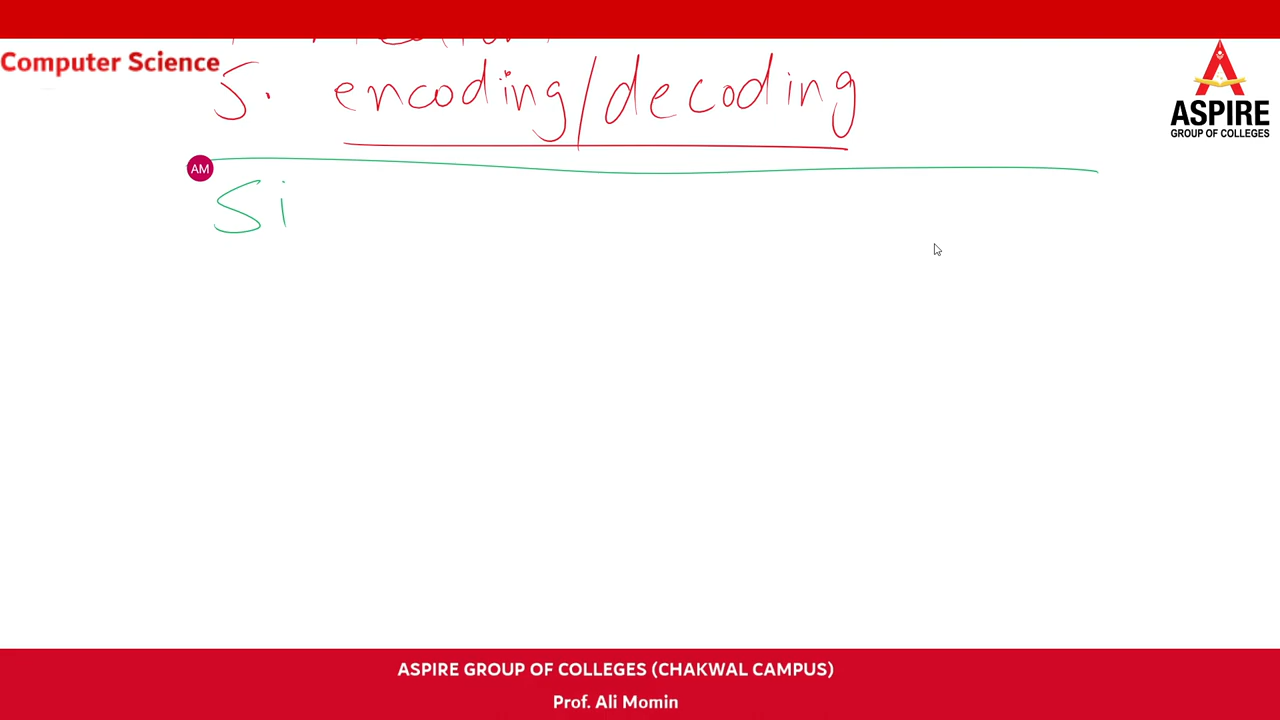 Computer Science
5. encoding/decoding
ASPIRE
GROUP OF COLLEGES
AM
Si
ASPIRE GROUP OF COLLEGES (CHAKWAL CAMPUS)
Prof. Ali Momin